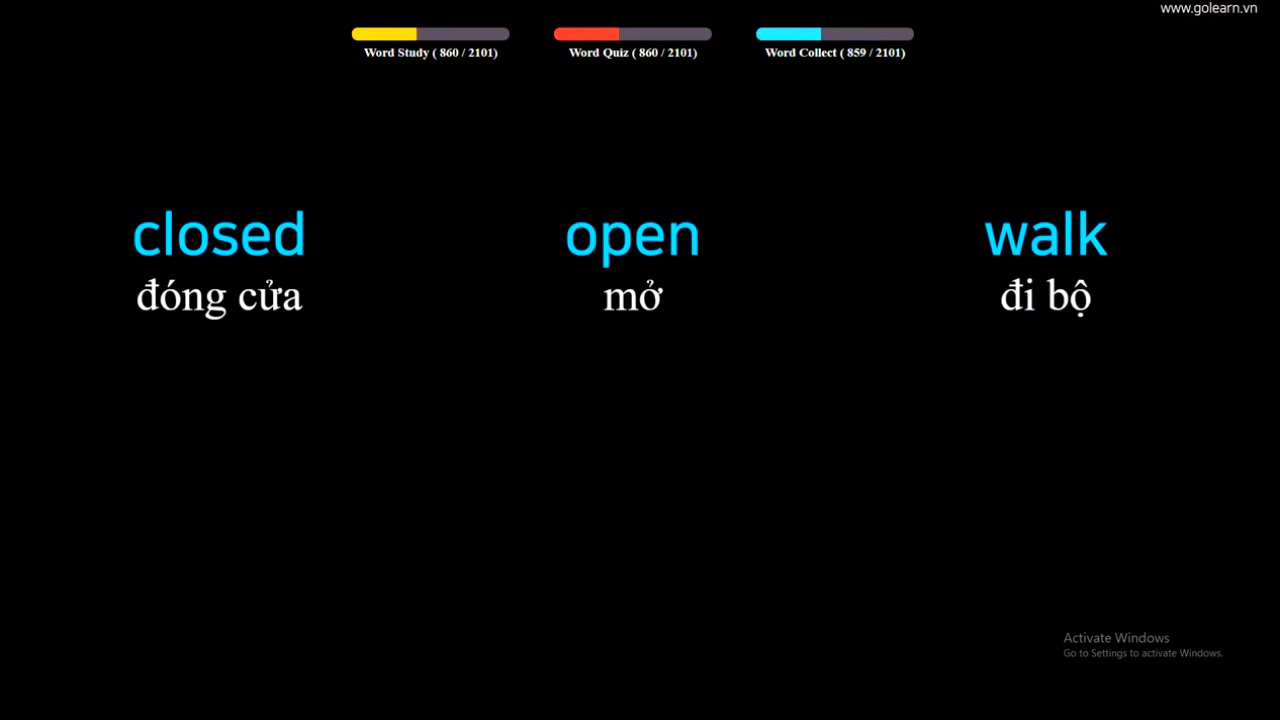 www.golearn.vn
Word Study ( 860 / 2101)
Word Quiz ( 860 / 2101)
Word Collect ( 859 / 2101)
closed
đóng cửa
open
mở
walk
đi bộ
Activate Windows
Go to Settings to activate Windows.